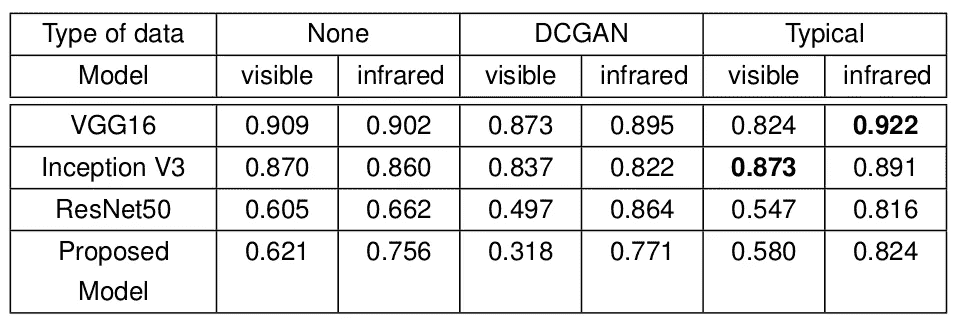 Type of data None DCGAN Typical
Model visible infrared visible infrared visible infrared
VGG16 0.909 0.902 0.873 0.895 0.824 0.922
Inception V3 0.870 0.860 0.837 0.822 0.873 0.891
ResNet50 0.605 0.662 0.497 0.864 0.547 0.816
Proposed 0.621 0.756 0.318 0.771 0.580 0.824
Model